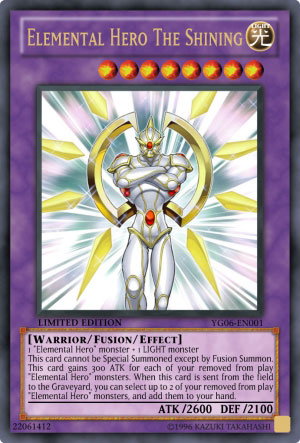 ELEMENTAL HERO THE SHINING
LIGHT
光
LIMITED EDITION
YG06-EN001
[WARRIOR/FUSION/EFFECT]
1 "Elemental Hero" monster + 1 LIGHT monster
This card cannot be Special Summoned except by Fusion Summon.
This card gains 300 ATK for each of your removed from play
"Elemental Hero" monsters. When this card is sent from the field
to the Graveyard, you can select up to 2 of your removed from play
"Elemental Hero" monsters, and add them to your hand.
ATK/2600 DEF/2100
22061412
©1996 KAZUKI TAKAHASHI